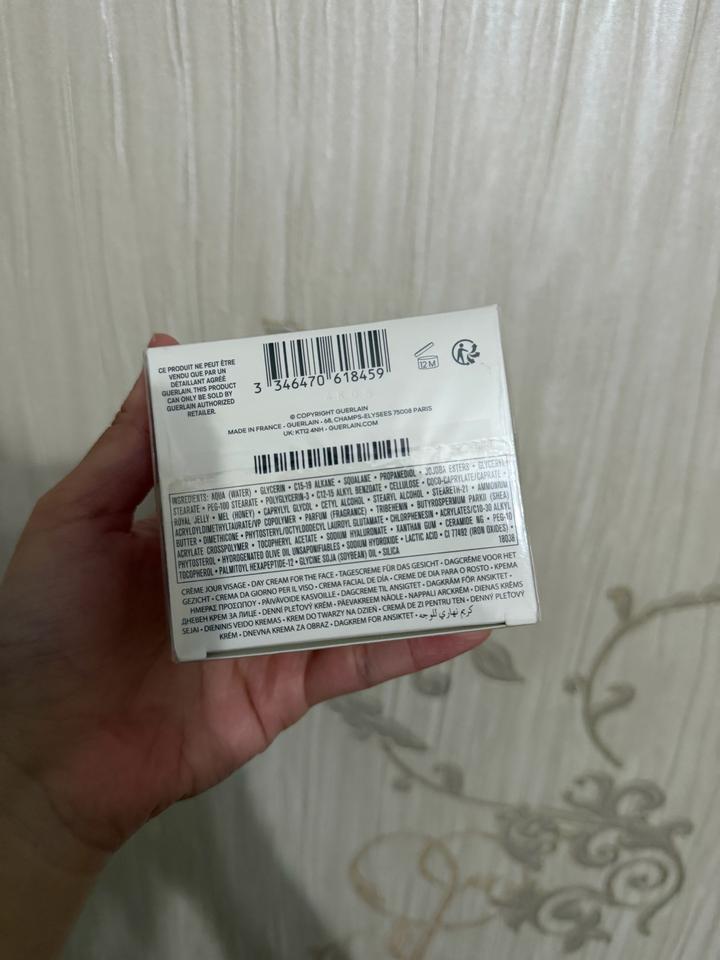 CE PRODUIT NE PEUT ÊTRE
VENDU QUE PAR UN
DÉTAILLANT AGRÉÉ
GUERLAIN. THIS PRODUCT
CAN ONLY BE SOLD BY
GUERLAIN AUTHORIZED
RETAILER.
3 346470 618459
12 M
© COPYRIGHT GUERLAIN
MADE IN FRANCE • GUERLAIN • 68, CHAMPS-ELYSEES 75008 PARIS
UK: KT12 4NH • GUERLAIN.COM
INGREDIENTS: AQUA (WATER) • GLYCERIN • C15-19 ALKANE • SQUALANE • PROPANEDIOL • JOJOBA ESTERS • GLYCERYL
STEARATE • PEG-100 STEARATE • POLYGLYCERIN-3 • C12-15 ALKYL BENZOATE • CELLULOSE • COCO-CAPRYLATE/CAPRATE •
ROYAL JELLY • MEL (HONEY) • CAPRYLYL GLYCOL • CETYL ALCOHOL • STEARYL ALCOHOL • STEARETH-21 • AMMONIUM
ACRYLOYLDIMETHYLTAURATE/VP COPOLYMER • PARFUM (FRAGRANCE) • TRIBEHENIN • BUTYROSPERMUM PARKII (SHEA)
BUTTER • DIMETHICONE • PHYTOSTERYL/OCTYLDODECYL LAUROYL GLUTAMATE • CHLORPHENESIN • ACRYLATES/C10-30 ALKYL
ACRYLATE CROSSPOLYMER • TOCOPHERYL ACETATE • SODIUM HYALURONATE • XANTHAN GUM • CERAMIDE NG • PEG-10
PHYTOSTEROL • HYDROGENATED OLIVE OIL UNSAPONIFIABLES • SODIUM HYDROXIDE • LACTIC ACID • CI 77492 (IRON OXIDES) •
TOCOPHEROL • PALMITOYL HEXAPEPTIDE-12 • GLYCINE SOJA (SOYBEAN) OIL • SILICA 18038
CRÈME JOUR VISAGE • DAY CREAM FOR THE FACE • TAGESCREME FÜR DAS GESICHT • DAGCRÈME VOOR HET
GEZICHT • CREMA DA GIORNO PER IL VISO • CREMA FACIAL DE DÍA • CREME DE DIA PARA O ROSTO • ΚΡΕΜΑ
ΗΜΕΡΑΣ ΠΡΟΣΩΠΟΥ • PÄIVÄVOIDE KASVOILLE • DAGCREME TIL ANSIGTET • DAGKRÄM FÖR ANSIKTET •
ДНЕВЕН КРЕМ ЗА ЛИЦЕ • DENNÍ PLEŤOVÝ KRÉM • PÄEVAKREEM NÄOLE • NAPPALI ARCKRÉM • DIENAS KRĒMS
SEJAI • DIENINIS VEIDO KREMAS • KREM DO TWARZY NA DZIEŃ • CREMĂ DE ZI PENTRU TEN • DENNÝ PLEŤOVÝ
KRÉM • DNEVNA KREMA ZA OBRAZ • DAGKREM FOR ANSIKTET • كريم نهاري للوجه